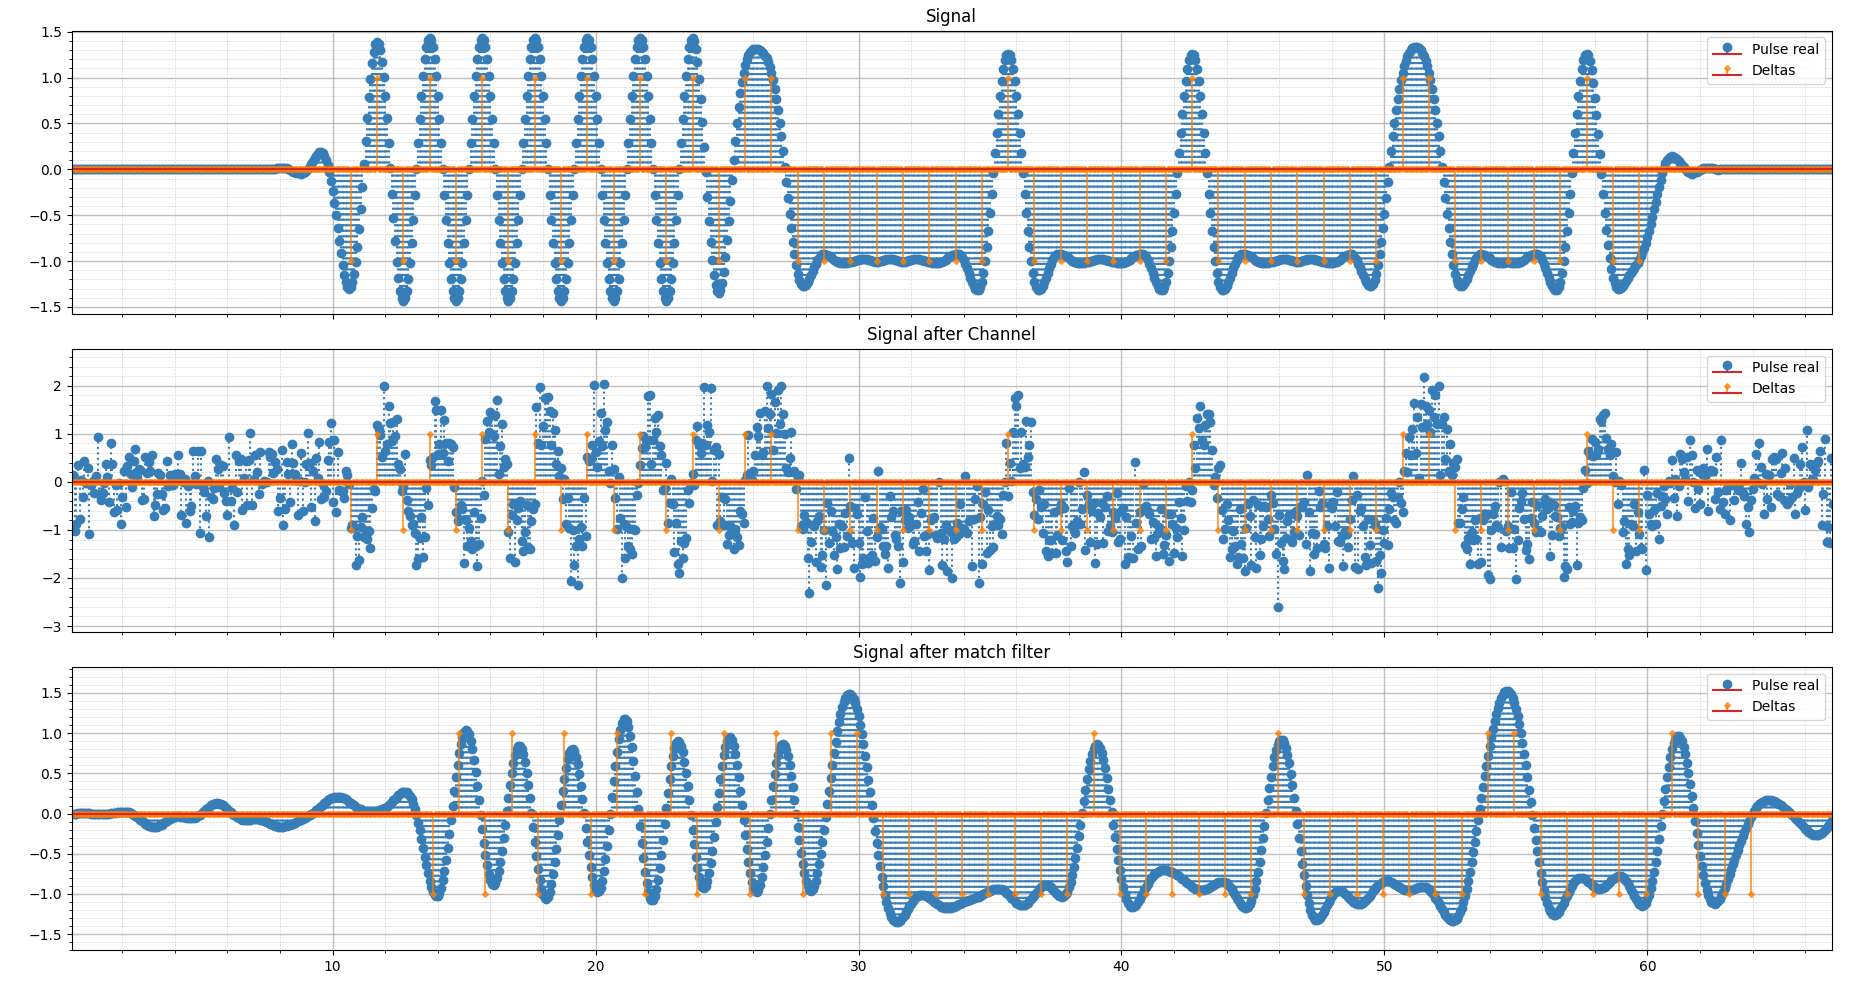 Signal
1.5
1.0
0.5
0.0
−0.5
−1.0
−1.5
Pulse real
Deltas
Signal after Channel
2
1
0
−1
−2
−3
Pulse real
Deltas
Signal after match filter
1.5
1.0
0.5
0.0
−0.5
−1.0
−1.5
Pulse real
Deltas
10 20 30 40 50 60